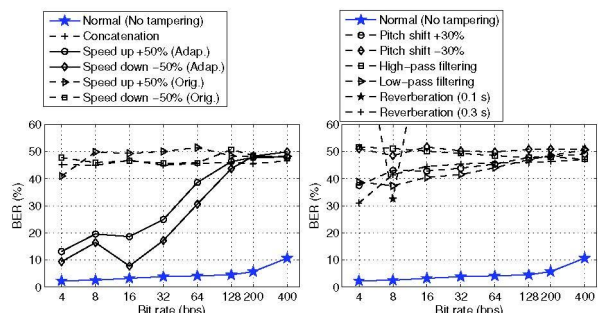 Normal (No tampering)
Concatenation
Speed up +50% (Adap.)
Speed down −50% (Adap.)
Speed up +50% (Orig.)
Speed down −50% (Orig.)
60
50
40
30
20
10
0
BER (%)
4 8 16 32 64 128 200 400
Bit rate (bps)
Normal (No tampering)
Pitch shift +30%
Pitch shift −30%
High−pass filtering
Low−pass filtering
Reverberation (0.1 s)
Reverberation (0.3 s)
60
50
40
30
20
10
0
BER (%)
4 8 16 32 64 128 200 400
Bit rate (bps)